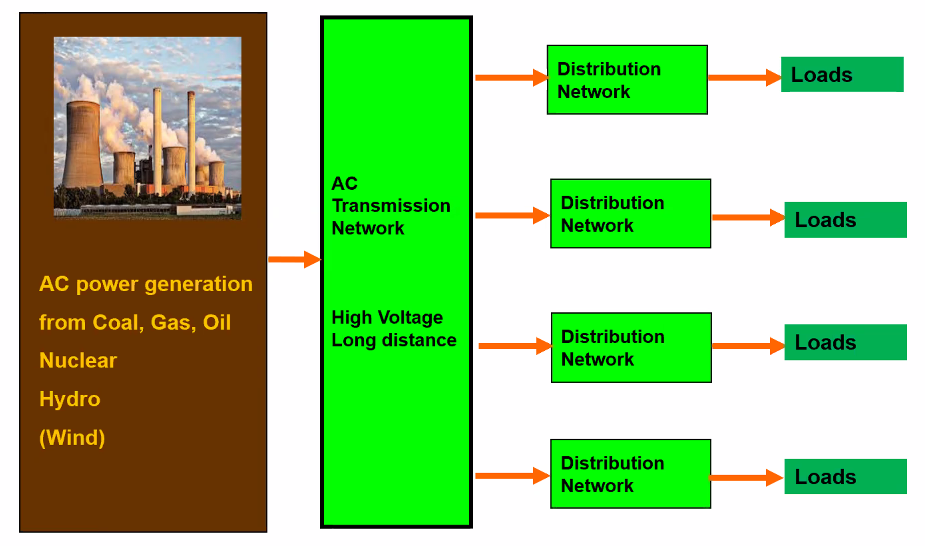 AC power generation
from Coal, Gas, Oil
Nuclear
Hydro
(Wind)
AC
Transmission
Network
High Voltage
Long distance
Distribution
Network
Loads
Distribution
Network
Loads
Distribution
Network
Loads
Distribution
Network
Loads